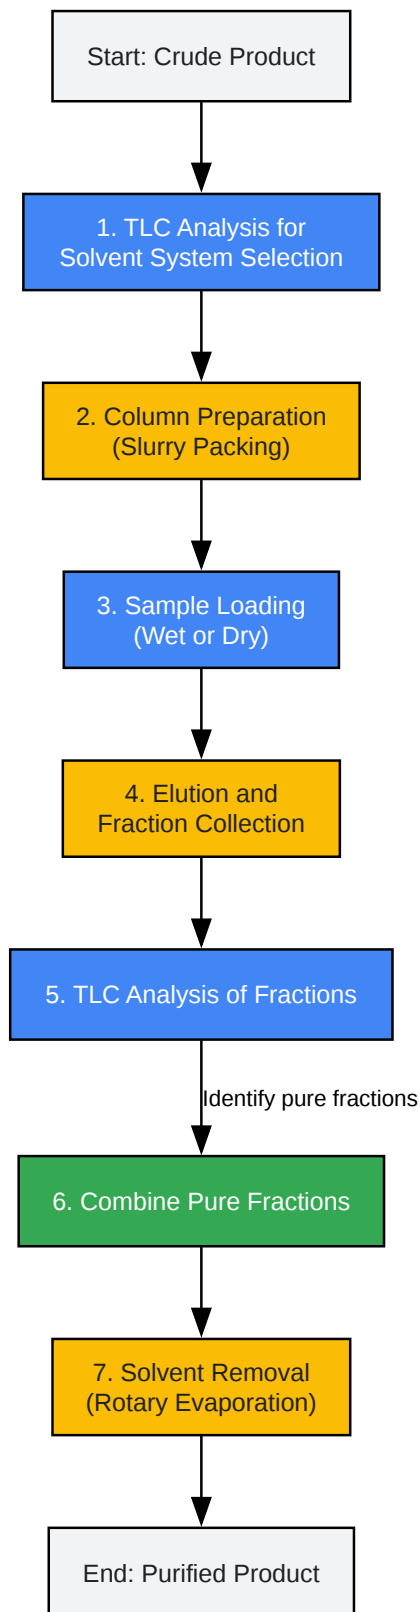 Start: Crude Product
1. TLC Analysis for
Solvent System Selection
2. Column Preparation
(Slurry Packing)
3. Sample Loading
(Wet or Dry)
4. Elution and
Fraction Collection
5. TLC Analysis of Fractions
Identify pure fractions
6. Combine Pure Fractions
7. Solvent Removal
(Rotary Evaporation)
End: Purified Product